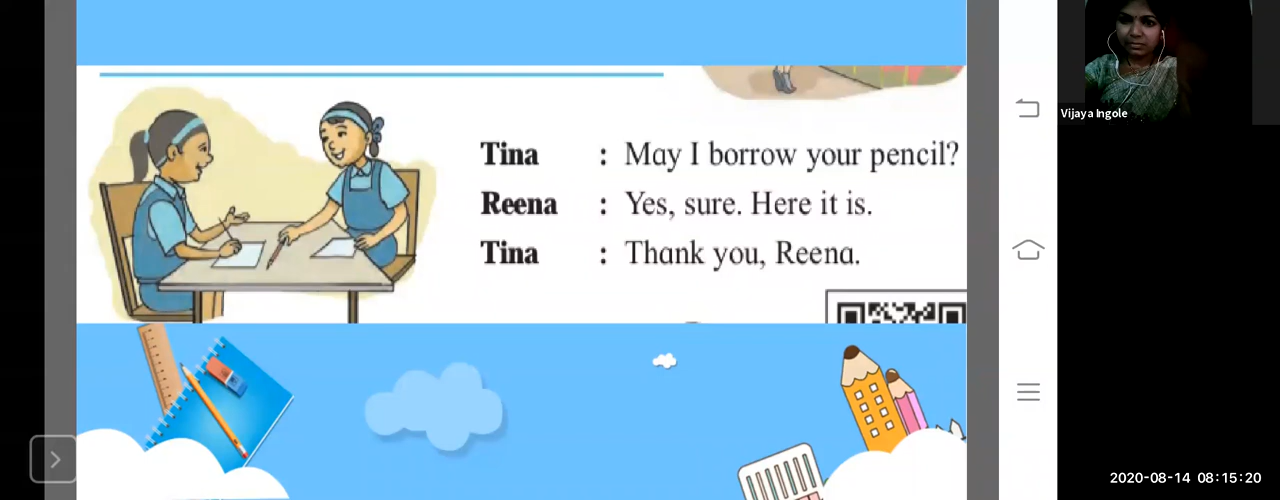 Tina : May I borrow your pencil?
Reena : Yes, sure. Here it is.
Tina : Thank you, Reena.
Vijaya Ingole
2020-08-14 08:15:20